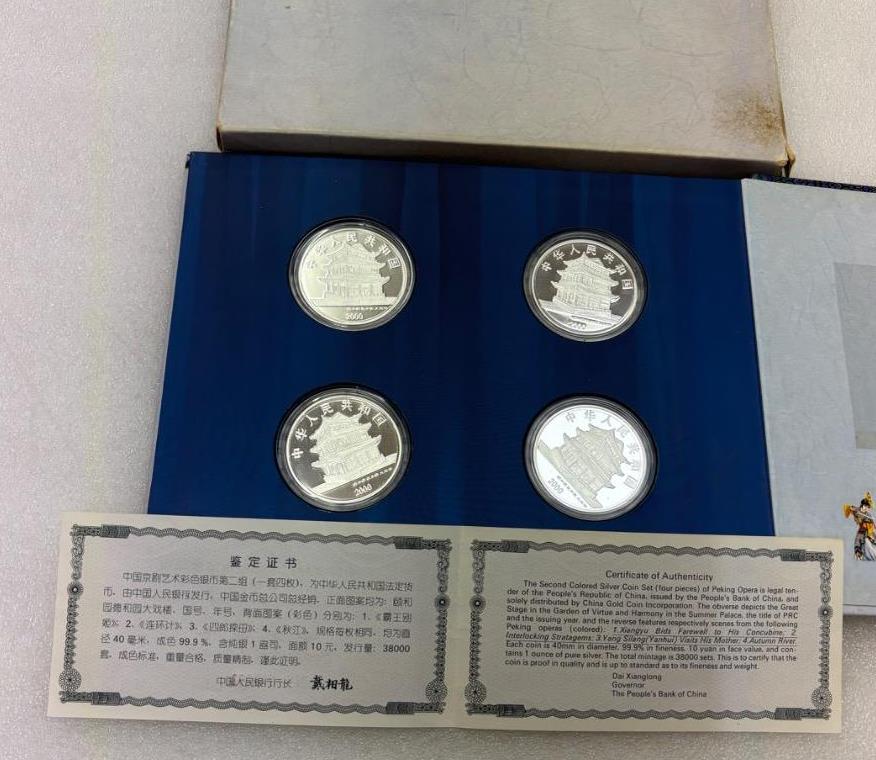 中华人民共和国
2000
中华人民共和国
2000
中华人民共和国
2000
中华人民共和国
2000
鉴定证书
中国京剧艺术彩色银币第二组（一套四枚），为中华人民共和国法定货
币，由中国人民银行发行，中国金币总公司总经销，正面图案均为：颐和
园德和园大戏楼、国号、年号，背面图案（彩色）分别为：1.《霸王别
姬》2.《连环计》3.《四郎探母》4.《秋江》，规格每枚相同，均为直
径40毫米，成色99.9%，含纯银1盎司，面额10元，发行量：38000
套，成色标准，重量合格，质量精制，谨此证明。
中国人民银行行长 戴相龍
Certificate of Authenticity
The Second Colored Silver Coin Set (four pieces) of Peking Opera is legal ten-
der of the People's Republic of China, issued by the People's Bank of China, and
solely distributed by China Gold Coin Incorporation. The obverse depicts the Great
Stage in the Garden of Virtue and Harmony in the Summer Palace, the title of PRC
and the issuing year, and the reverse features respectively scenes from the following
Peking operas (colored): 1.Xiangyu Bids Farewell to His Concubine; 2.
Interlocking Stratagems; 3.Yang Silang(Yanhui) Visits His Mother; 4.Autumn River.
Each coin is 40mm in diameter, 99.9% in fineness, 10 yuan in face value, and con-
tains 1 ounce of pure silver. The total mintage is 38000 sets. This is to certify that the
coin is proof in quality and is up to standard as to its fineness and weight.
Dai Xianglong
Governor
The People's Bank of China